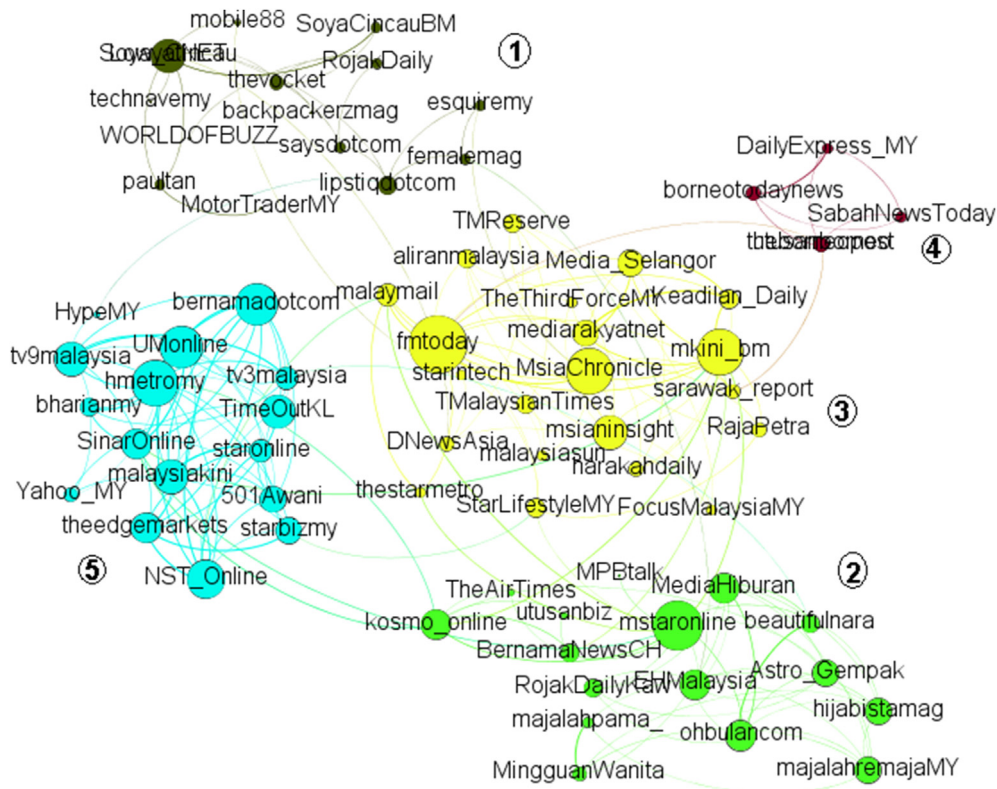 mobile88
SoyaCincauBM
1
RojakDaily
thevocket
technavemy
backpackerzmag
esquiremy
WORLDOFBUZZ
saysdotcom
femalemag
paultan
lipstiqdotcom
MotorTraderMY
DailyExpress_MY
borneotodaynews
SabahNewsToday
4
TMReserve
aliranmalaysia
Media_Selangor
malaymail
TheThirdForceMY
Keadilan_Daily
mediarakyatnet
fmtoday
mkini_bm
starintech
MsiaChronicle
sarawak_report
TMalaysianTimes
3
msianinsight
RajaPetra
DNewsAsia
malaysiasun
harakahdaily
thestarmetro
StarLifestyleMY
FocusMalaysiaMY
bernamadotcom
HypeMY
UMonline
tv9malaysia
hmetromy
tv3malaysia
bharianmy
TimeOutKL
SinarOnline
staronline
malaysiakini
Yahoo_MY
501Awani
theedgemarkets
starbizmy
5
NST_Online
2
MPBtalk
TheAirTimes
MediaHiburan
utusanbiz
kosmo_online
mstaronline
beautifulnara
BernamaNewsCH
Astro_Gempak
EHMalaysia
hijabistamag
majalahpama_
ohbulancom
MingguanWanita
majalahremajaMY